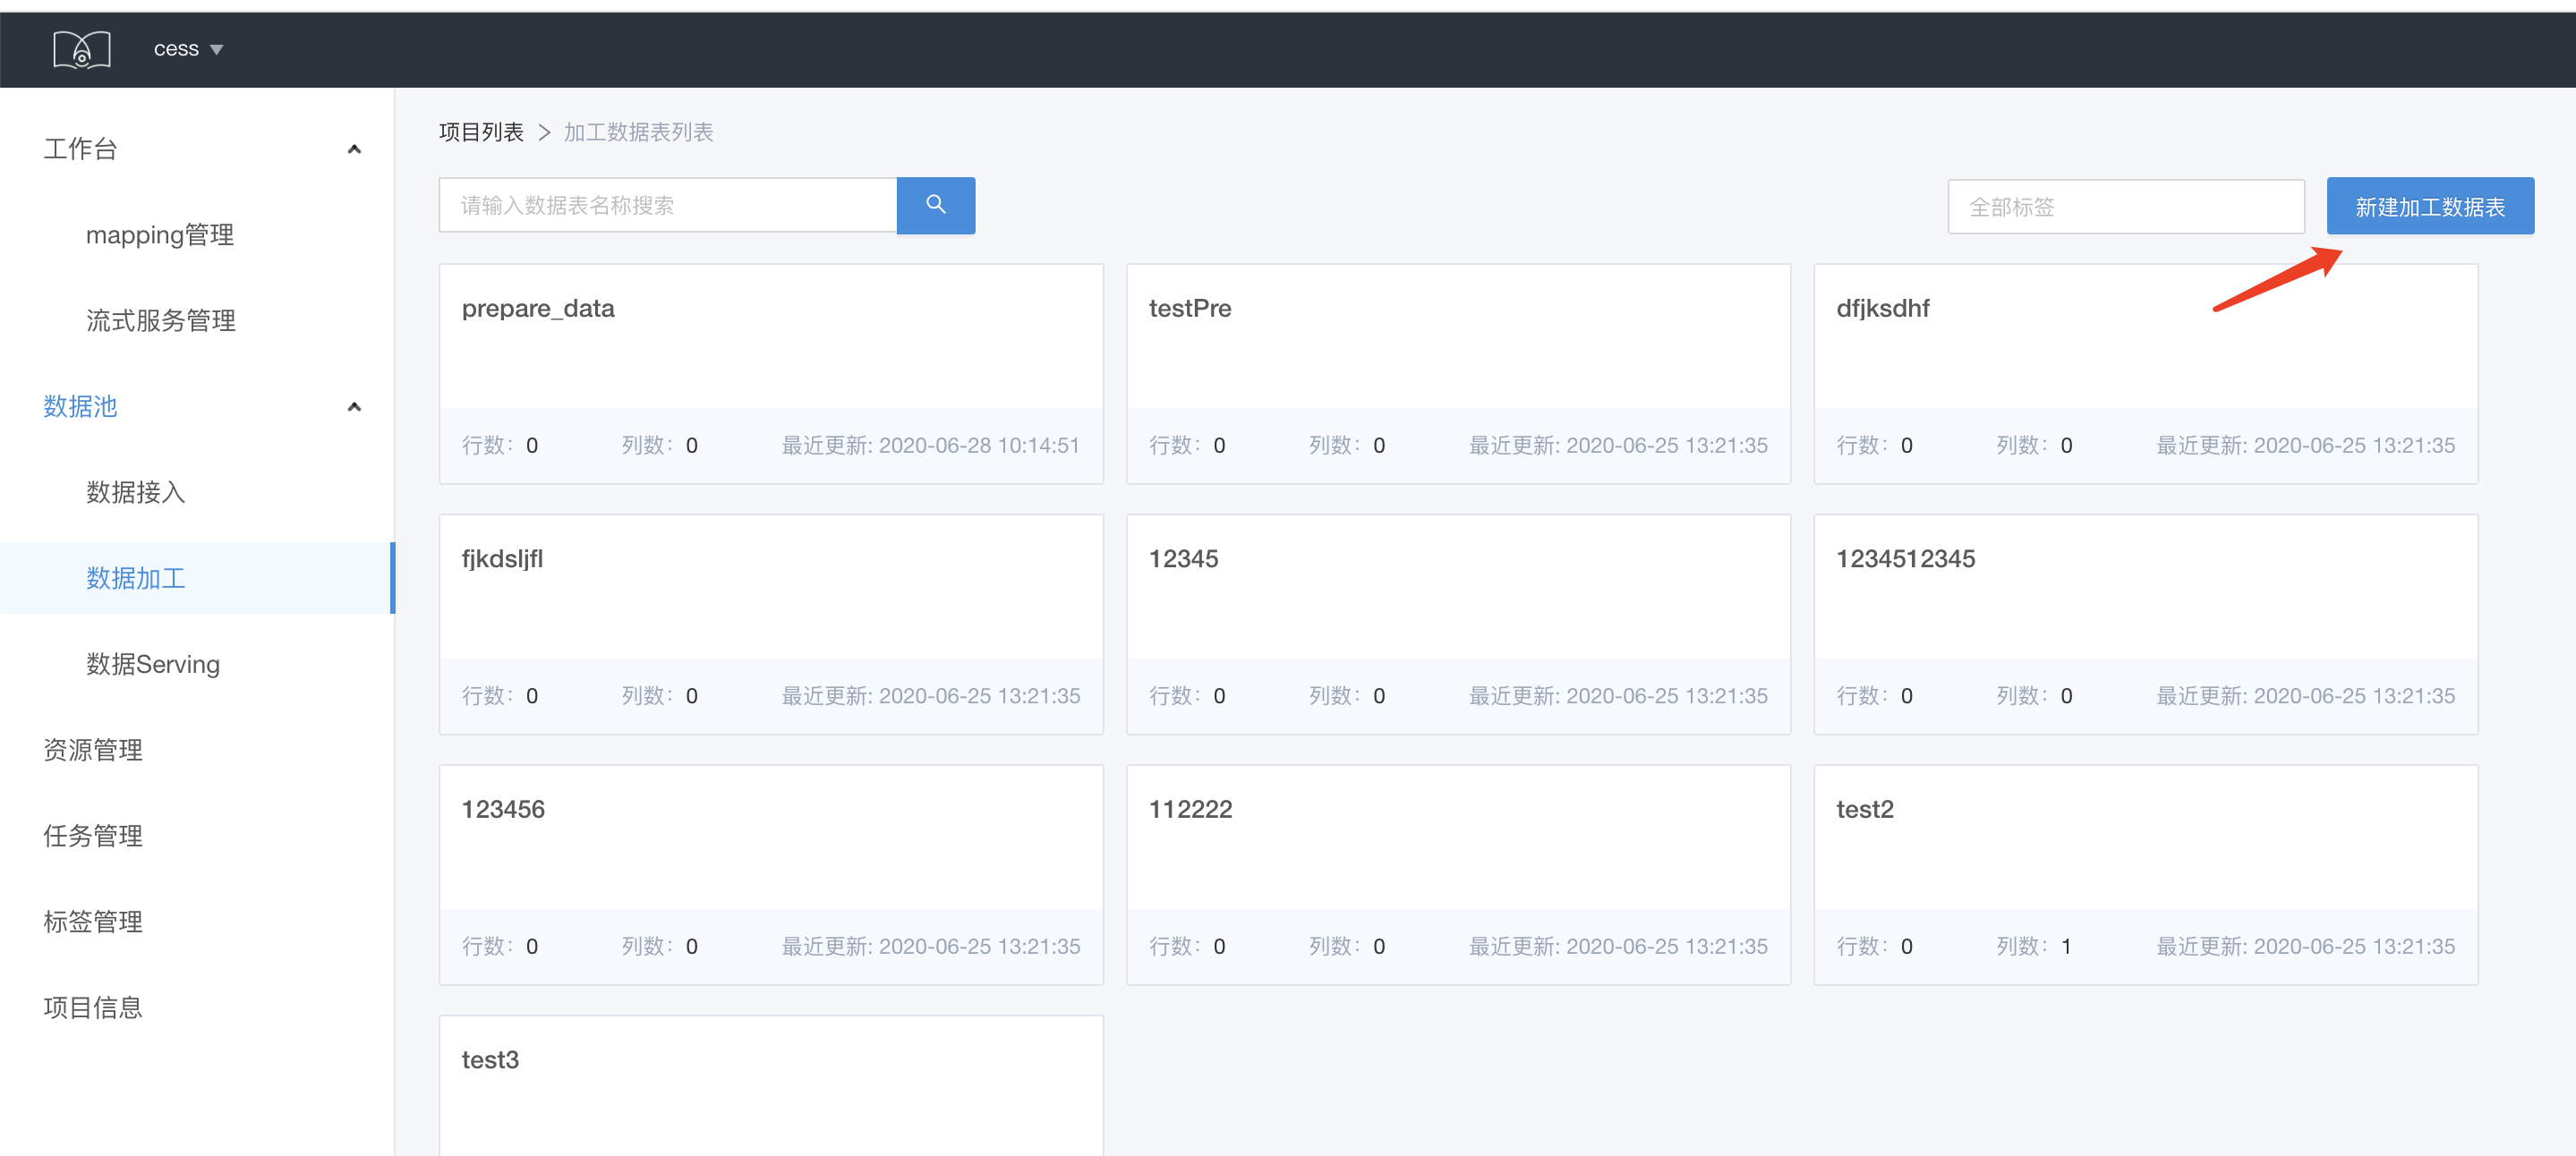 cess
工作台
mapping管理
流式服务管理
数据池
数据接入
数据加工
数据Serving
资源管理
任务管理
标签管理
项目信息
项目列表 > 加工数据表列表
请输入数据表名称搜索
全部标签
新建加工数据表
prepare_data
行数：0 列数：0 最近更新: 2020-06-28 10:14:51
testPre
行数：0 列数：0 最近更新: 2020-06-25 13:21:35
dfjksdhf
行数：0 列数：0 最近更新: 2020-06-25 13:21:35
fjkdsljfl
行数：0 列数：0 最近更新: 2020-06-25 13:21:35
12345
行数：0 列数：0 最近更新: 2020-06-25 13:21:35
1234512345
行数：0 列数：0 最近更新: 2020-06-25 13:21:35
123456
行数：0 列数：0 最近更新: 2020-06-25 13:21:35
112222
行数：0 列数：0 最近更新: 2020-06-25 13:21:35
test2
行数：0 列数：1 最近更新: 2020-06-25 13:21:35
test3